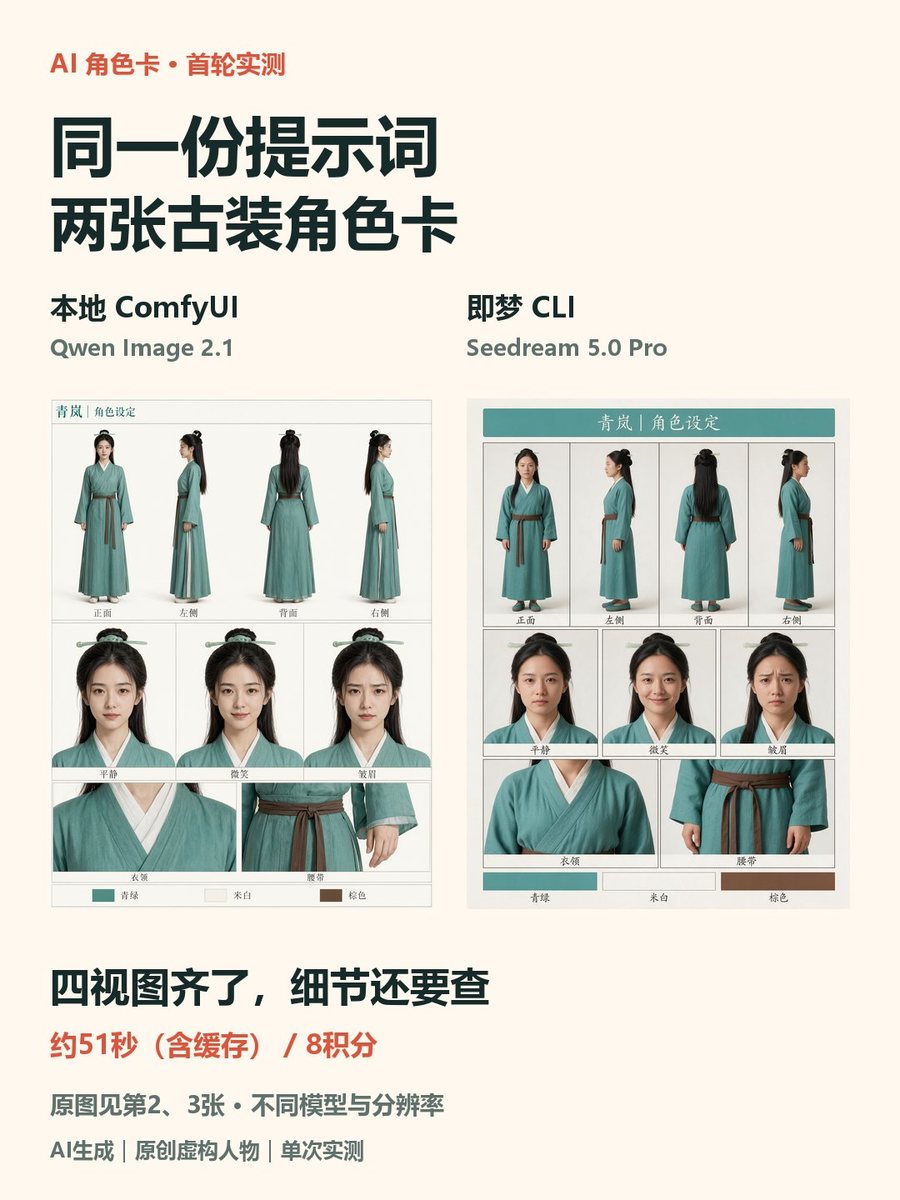 AI 角色卡·首轮实测
同一份提示词
两张古装角色卡
本地 ComfyUI
Qwen Image 2.1
即梦 CLI
Seedream 5.0 Pro
青岚|角色设定
正面 左侧 背面 右侧
平静 微笑 皱眉
衣领 腰带
青绿 米白 棕色
青岚|角色设定
正面 左侧 背面 右侧
平静 微笑 皱眉
衣领 腰带
青绿 米白 棕色
四视图齐了，细节还要查
约51秒（含缓存） / 8积分
原图见第2、3张·不同模型与分辨率
AI生成|原创虚构人物|单次实测